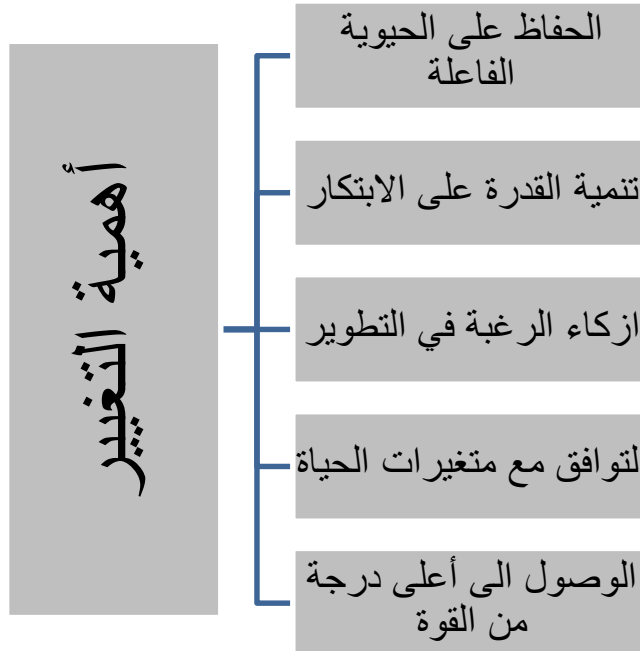 أهمية التغيير
الحفاظ على الحيوية
الفاعلة
تنمية القدرة على الابتكار
ازكاء الرغبة في التطوير
لتوافق مع متغيرات الحياة
الوصول الى أعلى درجة
من القوة